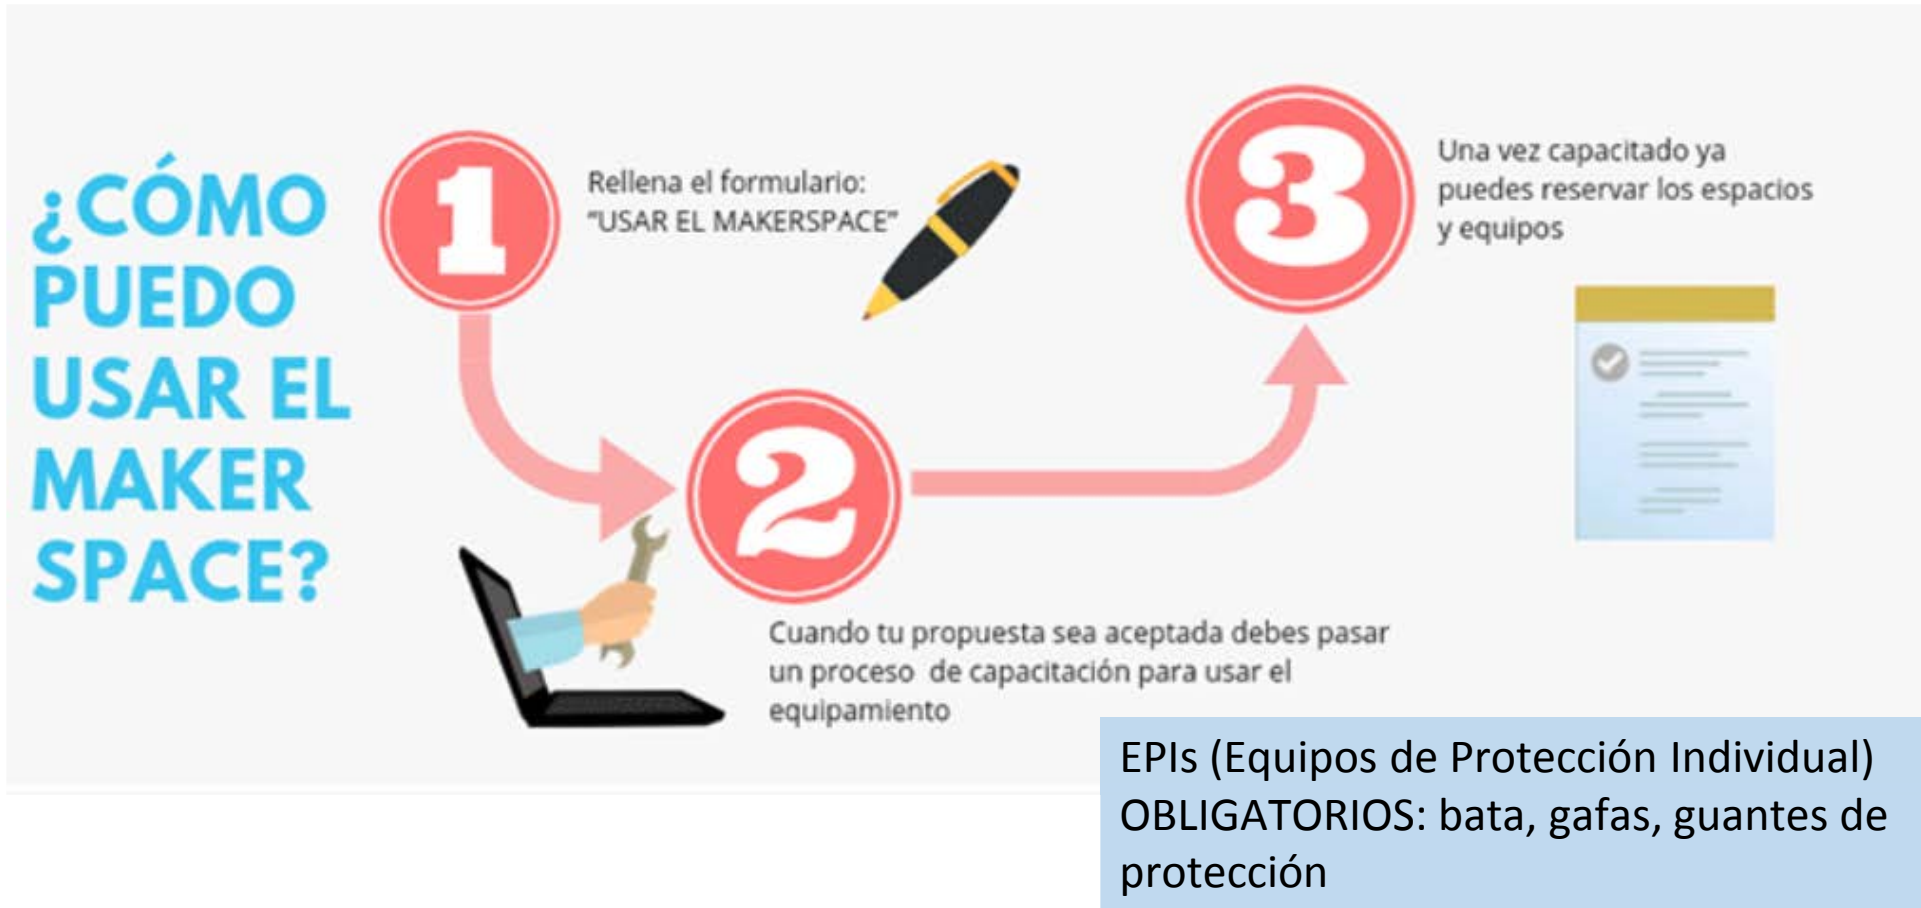 ¿CÓMO
PUEDO
USAR EL
MAKER
SPACE?
1
Rellena el formulario:
"USAR EL MAKERSPACE"
2
Cuando tu propuesta sea aceptada debes pasar
un proceso de capacitación para usar el
equipamiento
3
Una vez capacitado ya
puedes reservar los espacios
y equipos
EPIs (Equipos de Protección Individual)
OBLIGATORIOS: bata, gafas, guantes de
protección